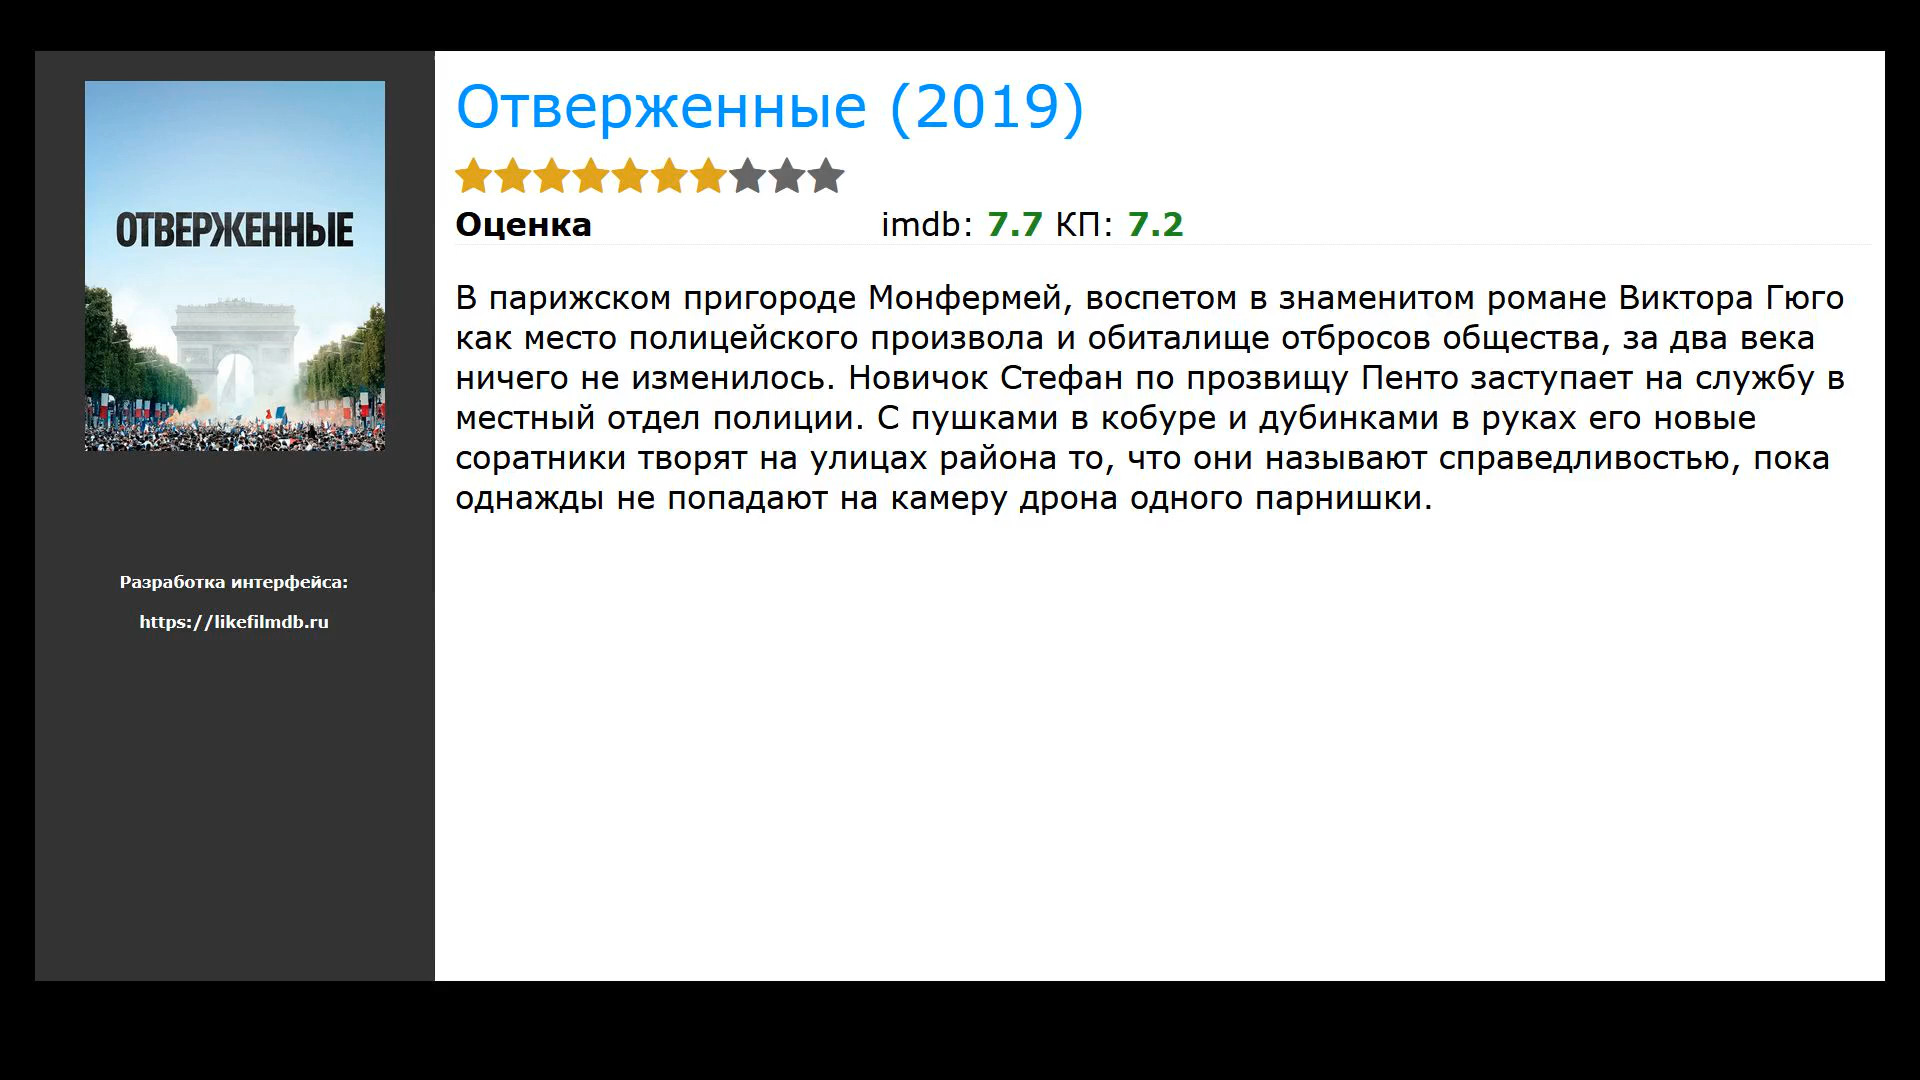 ОТВЕРЖЕННЫЕ
Разработка интерфейса:
https://likefilmdb.ru
Отверженные (2019)
Оценка imdb: 7.7 КП: 7.2
В парижском пригороде Монфермей, воспетом в знаменитом романе Виктора Гюго
как место полицейского произвола и обиталище отбросов общества, за два века
ничего не изменилось. Новичок Стефан по прозвищу Пенто заступает на службу в
местный отдел полиции. С пушками в кобуре и дубинками в руках его новые
соратники творят на улицах района то, что они называют справедливостью, пока
однажды не попадают на камеру дрона одного парнишки.